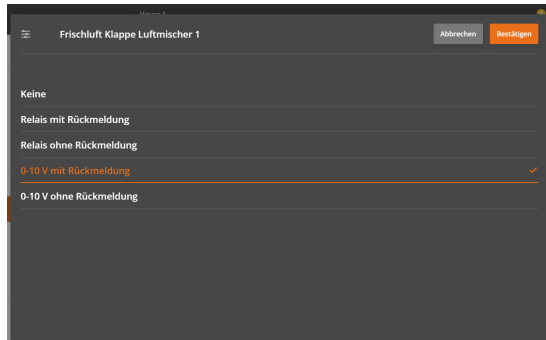 Frischluft Klappe Luftmischer 1
Abbrechen
Bestätigen
Keine
Relais mit Rückmeldung
Relais ohne Rückmeldung
0-10 V mit Rückmeldung
0-10 V ohne Rückmeldung